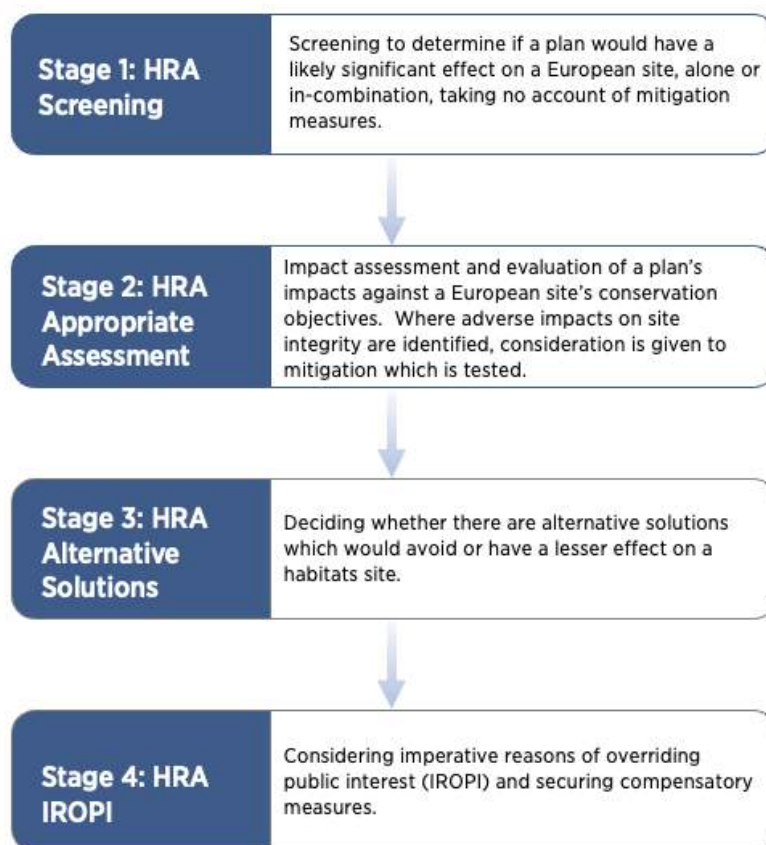 Stage 1: HRA
Screening
Screening to determine if a plan would have a
likely significant effect on a European site, alone or
in-combination, taking no account of mitigation
measures.
Stage 2: HRA
Appropriate
Assessment
Impact assessment and evaluation of a plan's
impacts against a European site's conservation
objectives.  Where adverse impacts on site
integrity are identified, consideration is given to
mitigation which is tested.
Stage 3: HRA
Alternative
Solutions
Deciding whether there are alternative solutions
which would avoid or have a lesser effect on a
habitats site.
Stage 4: HRA
IROPI
Considering imperative reasons of overriding
public interest (IROPI) and securing compensatory
measures.